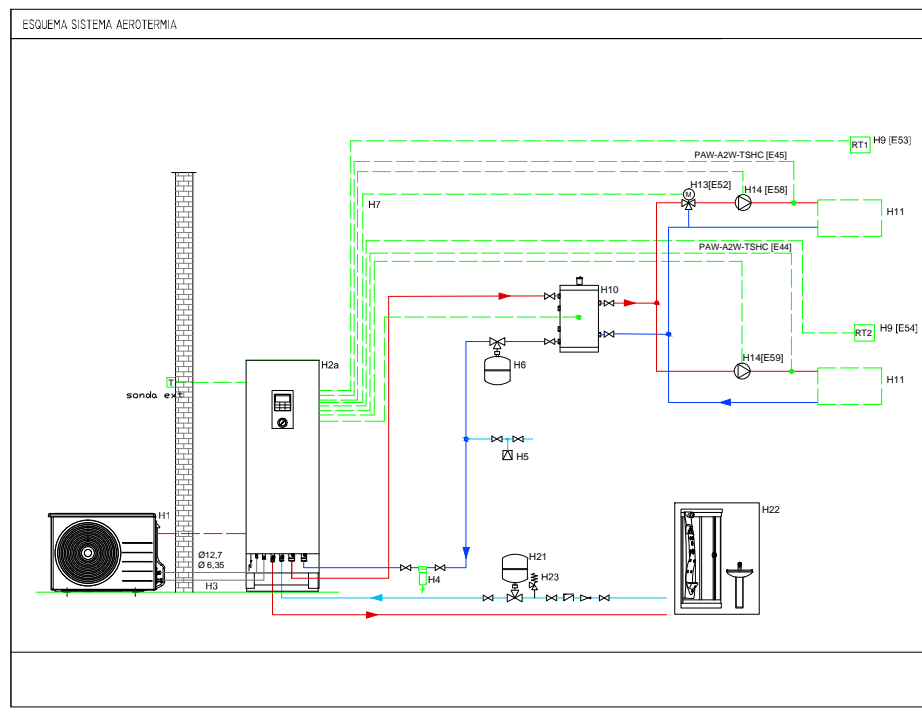 ESQUEMA SISTEMA AEROTERMIA
RT1
H9 [E53]
PAW-A2W-TSHC [E45]
H13[E52]
M
H14 [E58]
H7
H11
PAW-A2W-TSHC [E44]
H10
RT2
H9 [E54]
H14[E59]
H11
H6
H2a
T
sonda ext
H5
H1
Ø12,7
Ø 6,35
H3
H4
H21
H23
H22